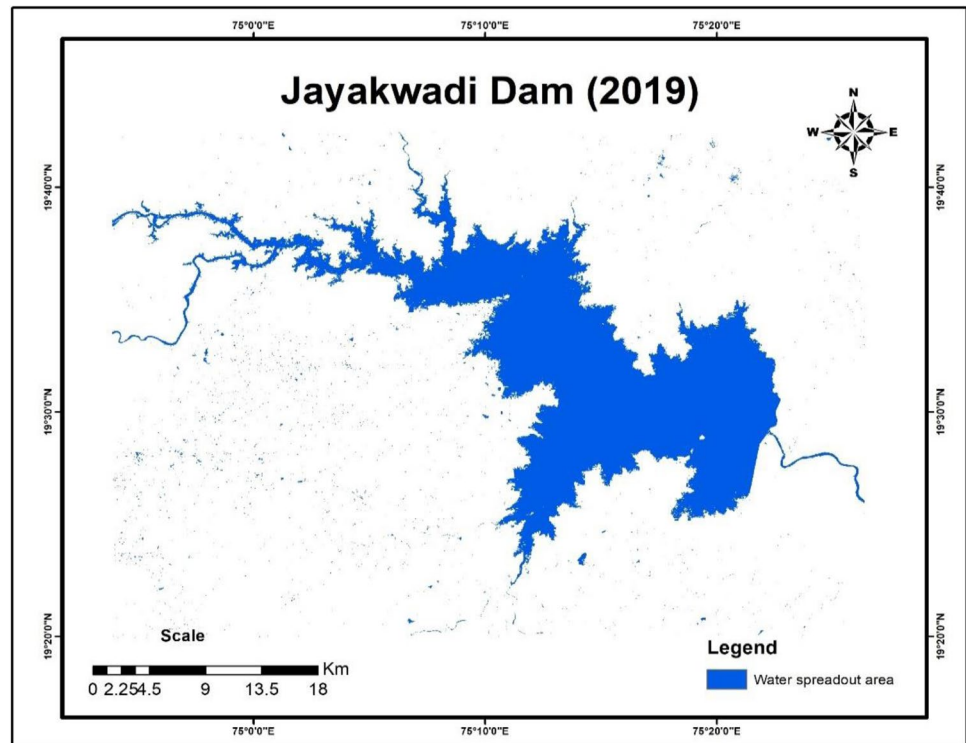 75°0'0"E 75°10'0"E 75°20'0"E
Jayakwadi Dam (2019)
N
W E
S
19°40'0"N 19°40'0"N
19°30'0"N 19°30'0"N
19°20'0"N 19°20'0"N
Scale
Km
0 2.254.5 9 13.5 18
Legend
Water spreadout area
75°0'0"E 75°10'0"E 75°20'0"E